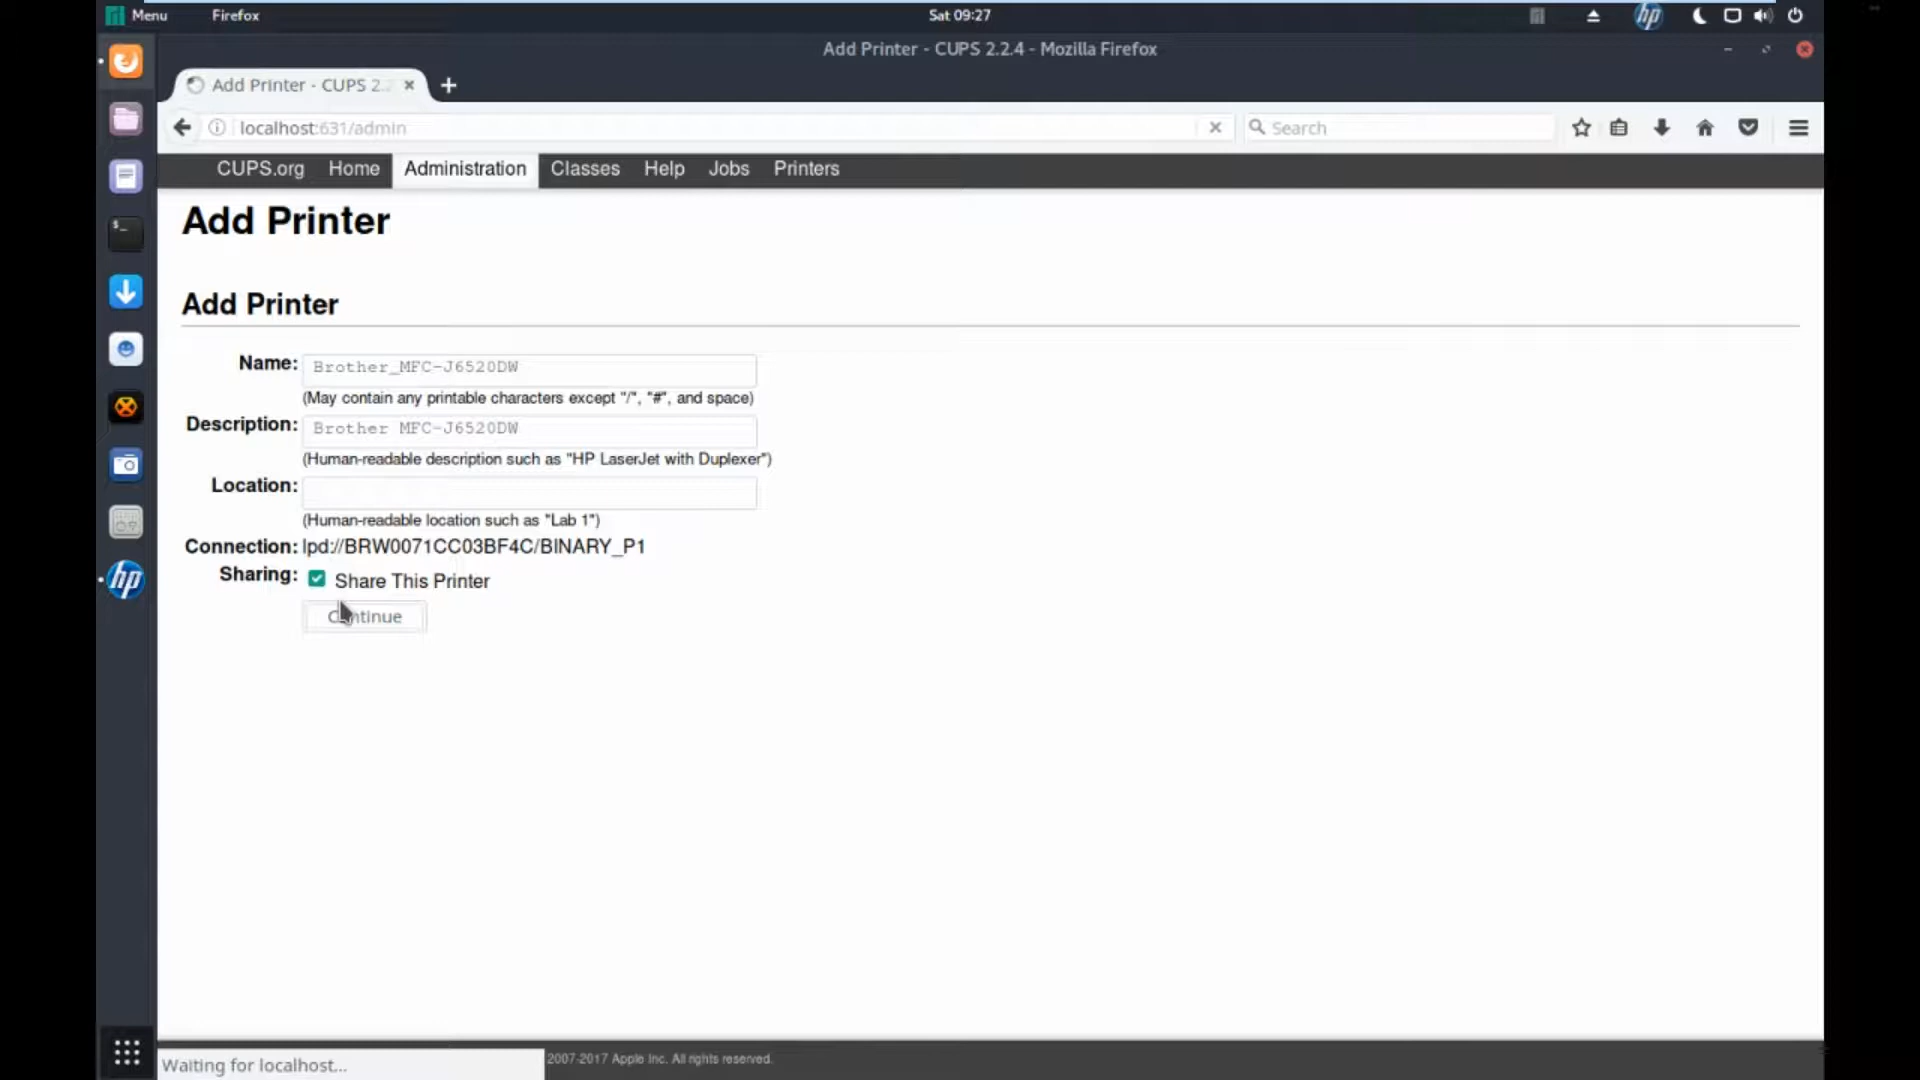 Menu Firefox Sat 09:27 hp
Add Printer - CUPS 2.2.4 - Mozilla Firefox
Add Printer - CUPS 2.
localhost:631/admin Search
CUPS.org Home Administration Classes Help Jobs Printers
Add Printer
Add Printer
Name: Brother_MFC-J6520DW
(May contain any printable characters except "/", "#", and space)
Description: Brother MFC-J6520DW
(Human-readable description such as "HP LaserJet with Duplexer")
Location:
(Human-readable location such as "Lab 1")
Connection: lpd://BRW0071CC03BF4C/BINARY_P1
Sharing: Share This Printer
Continue
hp
Waiting for localhost... 2007-2017 Apple Inc. All rights reserved.